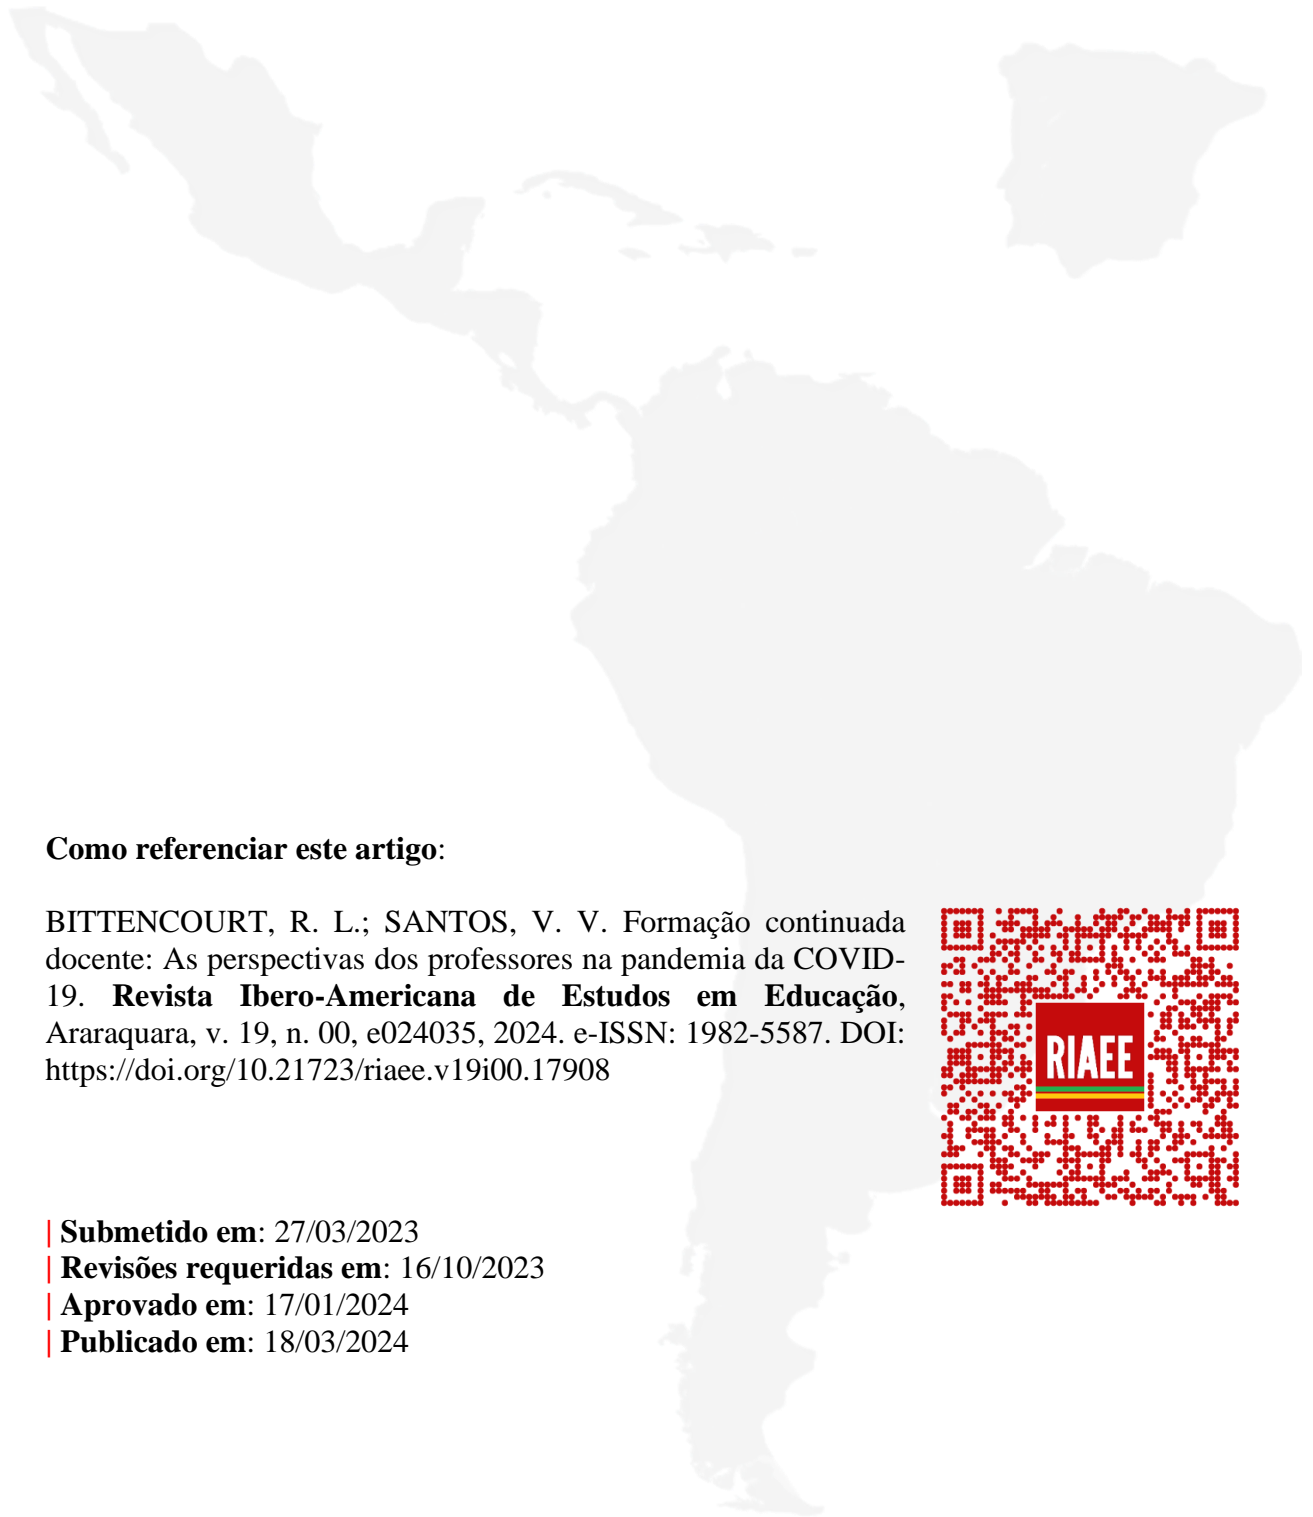 Como referenciar este artigo:
BITTENCOURT, R. L.; SANTOS, V. V. Formação continuada
docente: As perspectivas dos professores na pandemia da COVID-
19. Revista Ibero-Americana de Estudos em Educação,
Araraquara, v. 19, n. 00, e024035, 2024. e-ISSN: 1982-5587. DOI:
https://doi.org/10.21723/riaee.v19i00.17908
RIAEE
| Submetido em: 27/03/2023
| Revisões requeridas em: 16/10/2023
| Aprovado em: 17/01/2024
| Publicado em: 18/03/2024